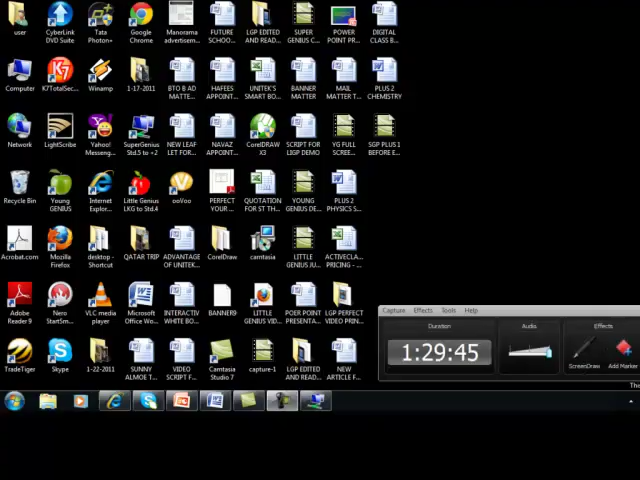 user
CyberLink DVD Suite
Tata Photon+
Google Chrome
Manorama advertisem...
FUTURE SCHOO...
LGP EDITED AND READ...
SUPER GENIUS C...
POWER POINT PR...
DIGITAL CLASS B...
Computer
K7TotalSec...
Winamp
1-17-2011
BTO B AD MATTE...
HAFEES APPOINT...
UNITEK'S SMART BO...
BANNER MATTER
MAIL MATTER T...
PLUS 2 CHEMISTRY
Network
LightScribe
Yahoo! Messeng...
SuperGenius Std.5 to +2
NEW LEAF LET FOR...
NAVAZ APPOINT...
CorelDRAW X3
SCRIPT FOR LIGP DEMO
YG FULL SCREE...
SGP PLUS 1 BEFORE E...
Recycle Bin
Young GENIUS
Internet Explor...
Little Genius LKG to Std.4
ooVoo
PERFECT YOUR ...
QUOTATION FOR ST TH...
YOUNG GENIUS DE...
PLUS 2 PHYSICS S...
Acrobat.com
Mozilla Firefox
desktop - Shortcut
QATAR TRIP
ADVANTAGE OF UNITEK...
CorelDraw
camtasia
LITTLE GENIUS JU...
ACTIVECLA... PRICING -...
Adobe Reader 9
Nero StartSm...
VLC media player
Microsoft Office Wo...
INTERACTIV WHITE BO...
BANNER9
LITTLE GENIUS VID...
POER POINT PRESENTA...
LGP PERFECT VIDEO PRIN...
TradeTiger
Skype
1-22-2011
SUNNY ALMOE T...
VIDEO SCRIPT F...
Camtasia Studio 7
capture-1
LGP EDITED AND READ...
NEW ARTICLE F...
Capture Effects Tools Help
Duration Audio Effects
1:29:45
ScreenDraw Add Marker